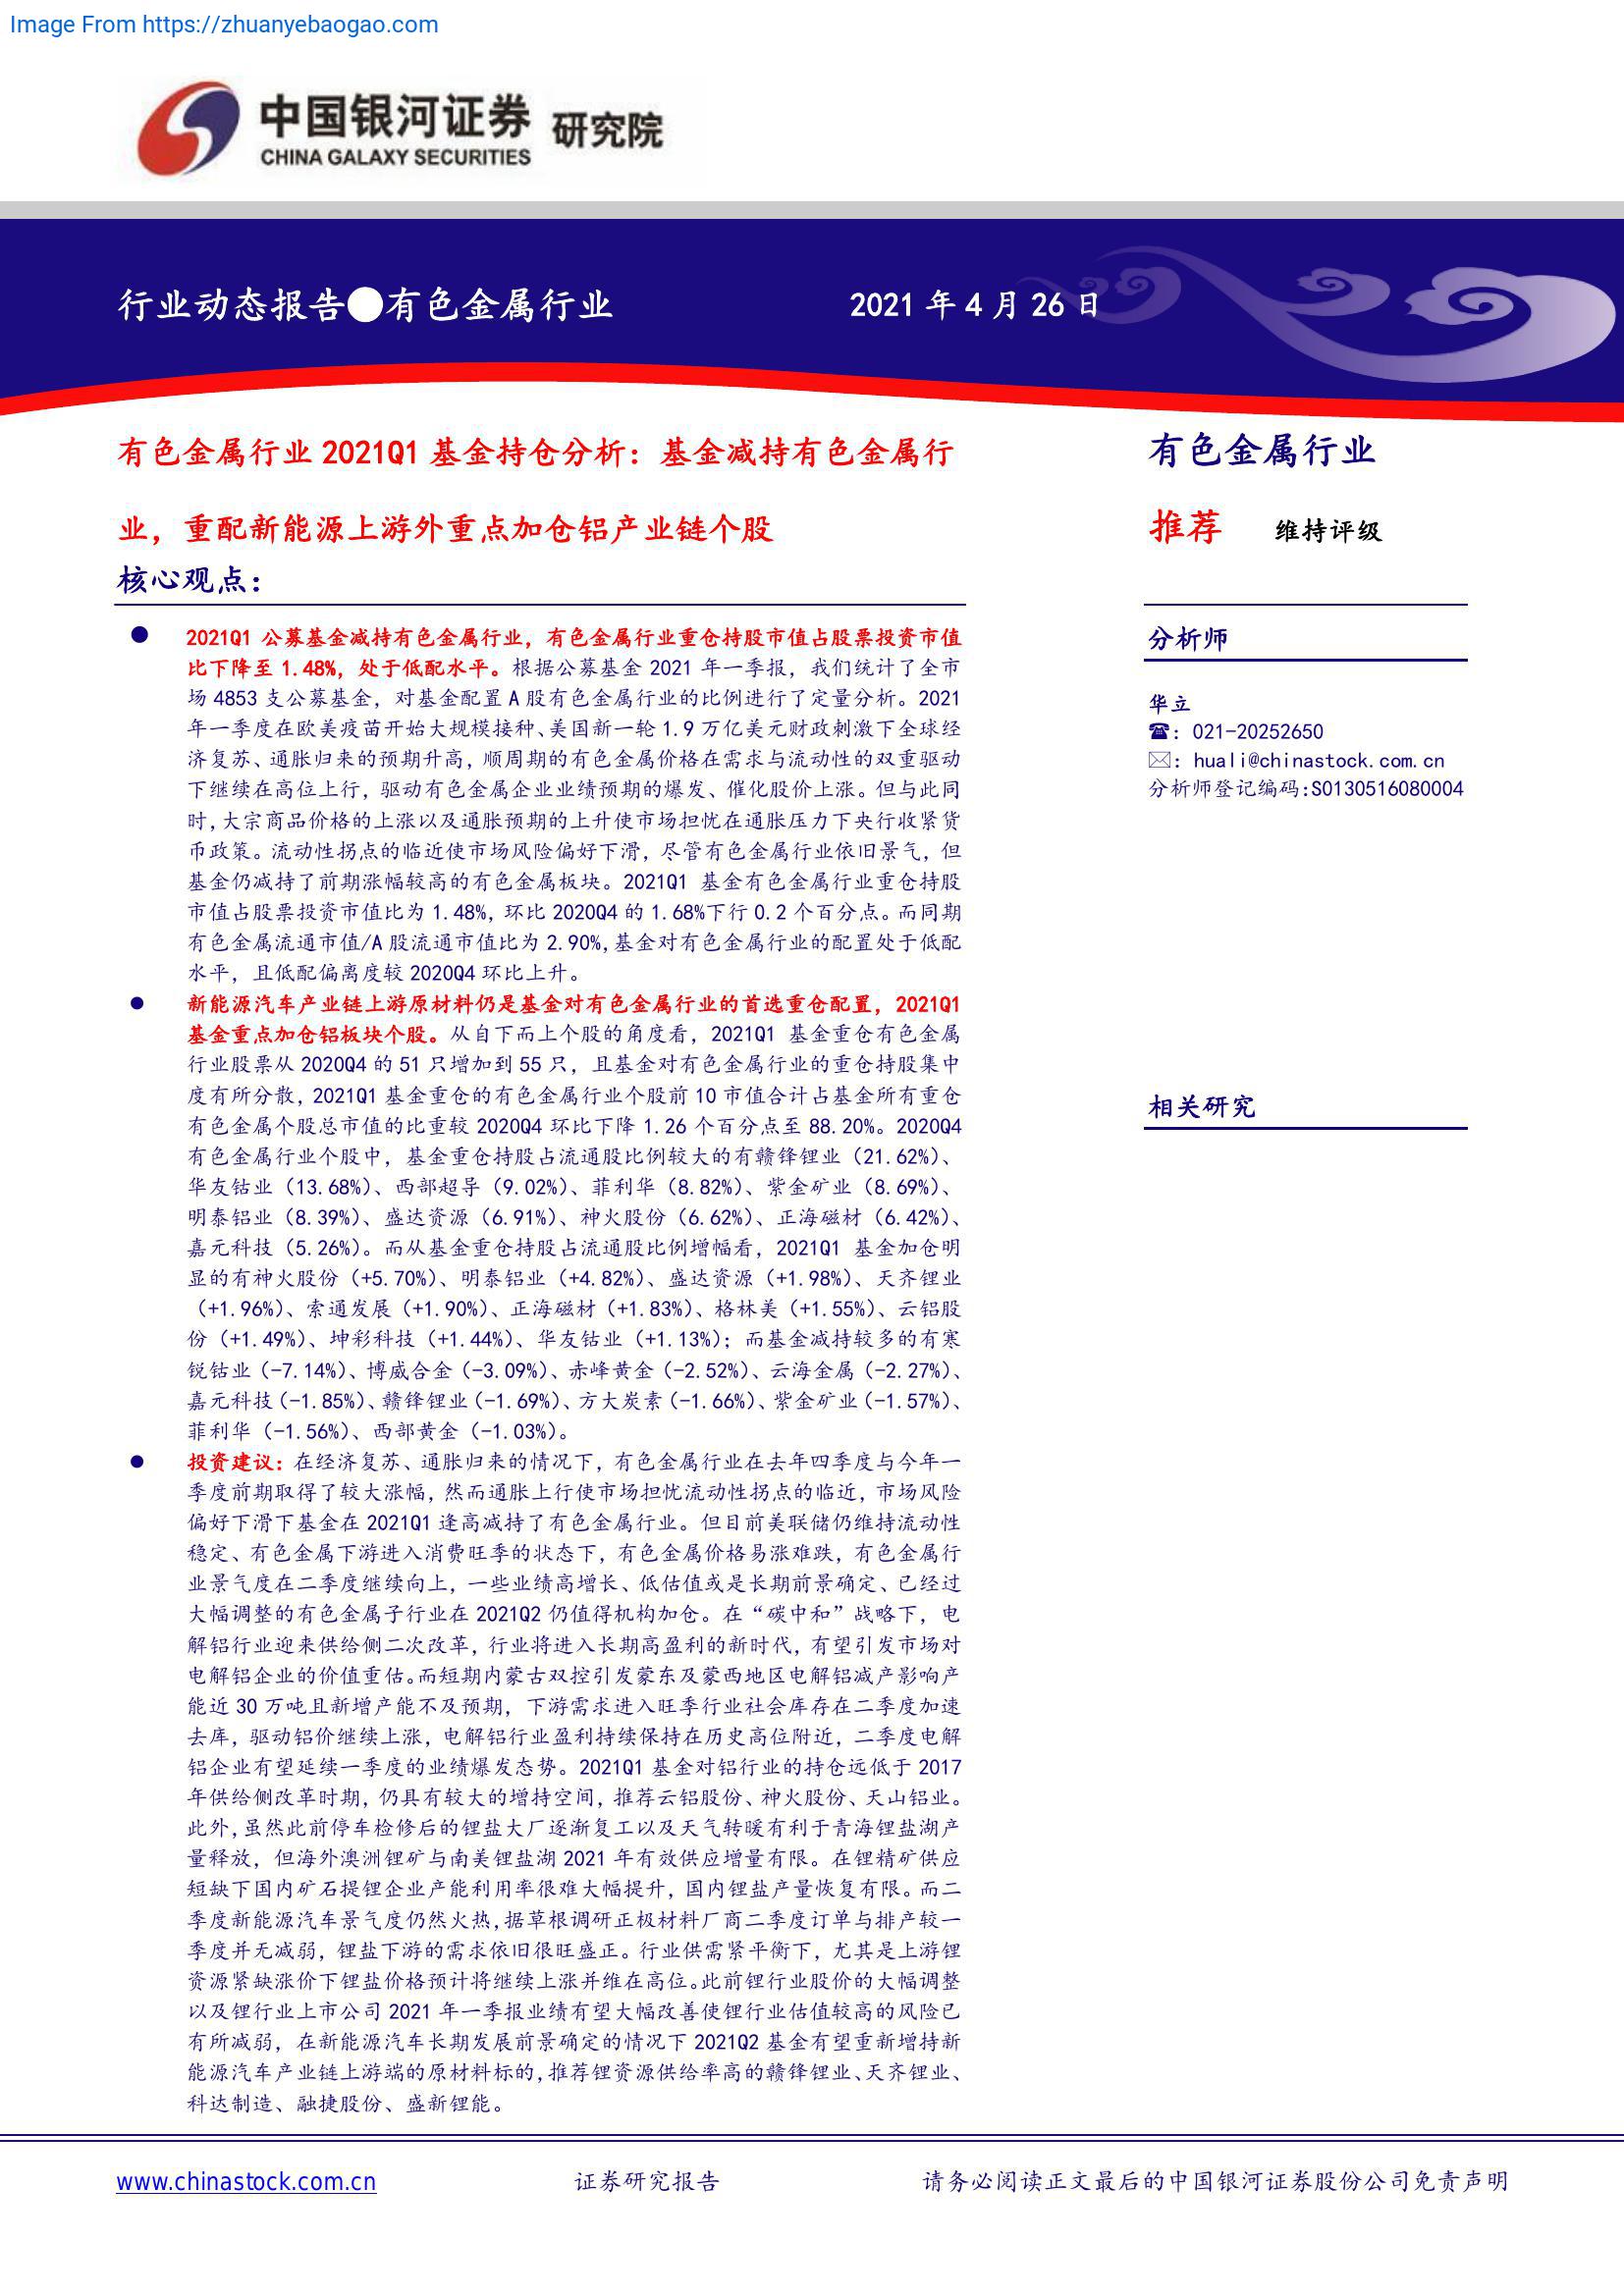 Image From https://zhuanyebaogao.com
中国银河证券 研究院
CHINA GALAXY SECURITIES
行业动态报告●有色金属行业
2021 年 4 月 26 日
有色金属行业 2021Q1 基金持仓分析：基金减持有色金属行
业，重配新能源上游外重点加仓铝产业链个股
核心观点：
● 2021Q1 公募基金减持有色金属行业，有色金属行业重仓持股市值占股票投资市值
比下降至 1.48%，处于低配水平。根据公募基金 2021 年一季报，我们统计了全市
场 4853 支公募基金，对基金配置 A 股有色金属行业的比例进行了定量分析。2021
年一季度在欧美疫苗开始大规模接种、美国新一轮 1.9 万亿美元财政刺激下全球经
济复苏、通胀归来的预期升高，顺周期的有色金属价格在需求与流动性的双重驱动
下继续在高位上行，驱动有色金属企业业绩预期的爆发、催化股价上涨。但与此同
时,大宗商品价格的上涨以及通胀预期的上升使市场担忧在通胀压力下央行收紧货
币政策。流动性拐点的临近使市场风险偏好下滑，尽管有色金属行业依旧景气，但
基金仍减持了前期涨幅较高的有色金属板块。2021Q1 基金有色金属行业重仓持股
市值占股票投资市值比为 1.48%，环比 2020Q4 的 1.68%下行 0.2 个百分点。而同期
有色金属流通市值/A 股流通市值比为 2.90%,基金对有色金属行业的配置处于低配
水平，且低配偏离度较 2020Q4 环比上升。
● 新能源汽车产业链上游原材料仍是基金对有色金属行业的首选重仓配置，2021Q1
基金重点加仓铝板块个股。从自下而上个股的角度看，2021Q1 基金重仓有色金属
行业股票从 2020Q4 的 51 只增加到 55 只，且基金对有色金属行业的重仓持股集中
度有所分散，2021Q1 基金重仓的有色金属行业个股前 10 市值合计占基金所有重仓
有色金属个股总市值的比重较 2020Q4 环比下降 1.26 个百分点至 88.20%。2020Q4
有色金属行业个股中，基金重仓持股占流通股比例较大的有赣锋锂业（21.62%）、
华友钴业（13.68%）、西部超导（9.02%）、菲利华（8.82%）、紫金矿业（8.69%）、
明泰铝业（8.39%）、盛达资源（6.91%）、神火股份（6.62%）、正海磁材（6.42%）、
嘉元科技（5.26%）。而从基金重仓持股占流通股比例增幅看，2021Q1 基金加仓明
显的有神火股份（+5.70%）、明泰铝业（+4.82%）、盛达资源（+1.98%）、天齐锂业
（+1.96%）、索通发展（+1.90%）、正海磁材（+1.83%）、格林美（+1.55%）、云铝股
份（+1.49%）、坤彩科技（+1.44%）、华友钴业（+1.13%）；而基金减持较多的有寒
锐钴业（-7.14%）、博威合金（-3.09%）、赤峰黄金（-2.52%）、云海金属（-2.27%）、
嘉元科技（-1.85%）、赣锋锂业（-1.69%）、方大炭素（-1.66%）、紫金矿业（-1.57%）、
菲利华（-1.56%）、西部黄金（-1.03%）。
● 投资建议：在经济复苏、通胀归来的情况下，有色金属行业在去年四季度与今年一
季度前期取得了较大涨幅，然而通胀上行使市场担忧流动性拐点的临近，市场风险
偏好下滑下基金在 2021Q1 逢高减持了有色金属行业。但目前美联储仍维持流动性
稳定、有色金属下游进入消费旺季的状态下，有色金属价格易涨难跌，有色金属行
业景气度在二季度继续向上，一些业绩高增长、低估值或是长期前景确定、已经过
大幅调整的有色金属子行业在 2021Q2 仍值得机构加仓。在“碳中和”战略下，电
解铝行业迎来供给侧二次改革，行业将进入长期高盈利的新时代，有望引发市场对
电解铝企业的价值重估。而短期内蒙古双控引发蒙东及蒙西地区电解铝减产影响产
能近 30 万吨且新增产能不及预期，下游需求进入旺季行业社会库存在二季度加速
去库，驱动铝价继续上涨，电解铝行业盈利持续保持在历史高位附近，二季度电解
铝企业有望延续一季度的业绩爆发态势。2021Q1 基金对铝行业的持仓远低于 2017
年供给侧改革时期，仍具有较大的增持空间，推荐云铝股份、神火股份、天山铝业。
此外,虽然此前停车检修后的锂盐大厂逐渐复工以及天气转暖有利于青海锂盐湖产
量释放，但海外澳洲锂矿与南美锂盐湖 2021 年有效供应增量有限。在锂精矿供应
短缺下国内矿石提锂企业产能利用率很难大幅提升，国内锂盐产量恢复有限。而二
季度新能源汽车景气度仍然火热,据草根调研正极材料厂商二季度订单与排产较一
季度并无减弱，锂盐下游的需求依旧很旺盛正。行业供需紧平衡下，尤其是上游锂
资源紧缺涨价下锂盐价格预计将继续上涨并维在高位。此前锂行业股价的大幅调整
以及锂行业上市公司 2021 年一季报业绩有望大幅改善使锂行业估值较高的风险已
有所减弱，在新能源汽车长期发展前景确定的情况下 2021Q2 基金有望重新增持新
能源汽车产业链上游端的原材料标的,推荐锂资源供给率高的赣锋锂业、天齐锂业、
科达制造、融捷股份、盛新锂能。
有色金属行业
推荐 维持评级
分析师
华立
☎：021-20252650
✉：huali@chinastock.com.cn
分析师登记编码:S0130516080004
相关研究
www.chinastock.com.cn
证券研究报告
请务必阅读正文最后的中国银河证券股份公司免责声明